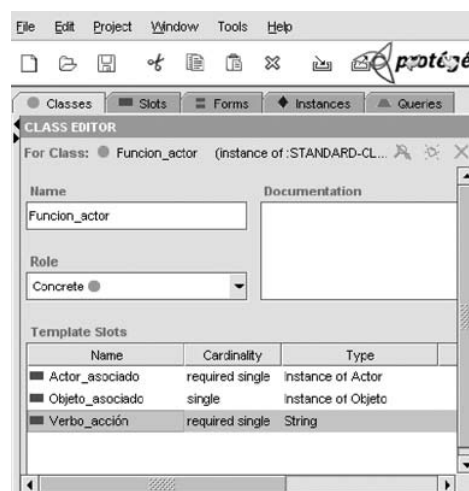 File Edit Project Window Tools Help
protégé
Classes Slots Forms Instances Queries
CLASS EDITOR
For Class: Funcion_actor (instance of :STANDARD-CL...
Name Documentation
Funcion_actor
Role
Concrete
Template Slots
Name Cardinality Type
Actor_asociado required single Instance of Actor
Objeto_asociado single Instance of Objeto
Verbo_acción required single String